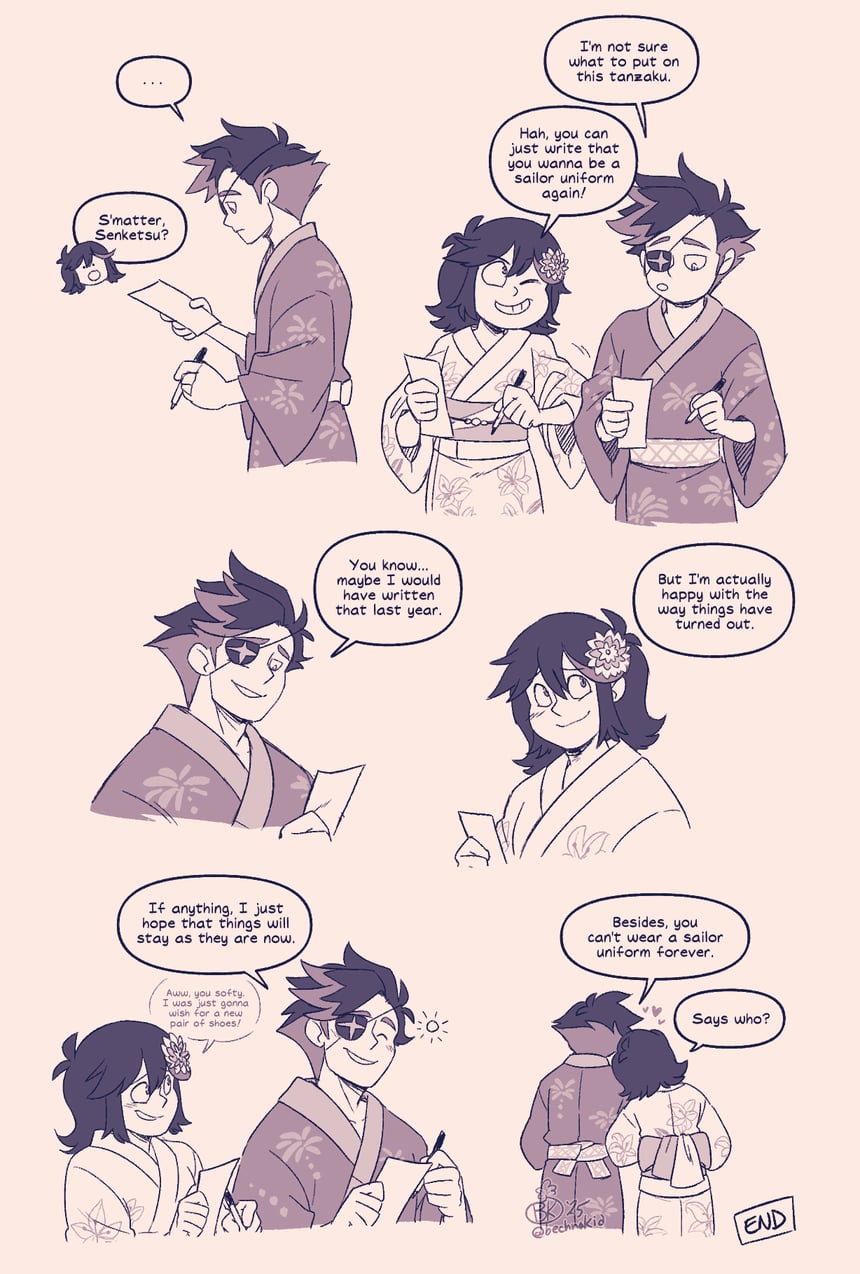 ...
S'matter,
Senketsu?
I'm not sure
what to put on
this tanzaku.
Hah, you can
just write that
you wanna be a
sailor uniform
again!
You know...
maybe I would
have written
that last year.
But I'm actually
happy with the
way things have
turned out.
If anything, I just
hope that things will
stay as they are now.
Aww, you softy.
I was just gonna
wish for a new
pair of shoes!
Besides, you
can't wear a sailor
uniform forever.
Says who?
BK '25
@bechnokid
END